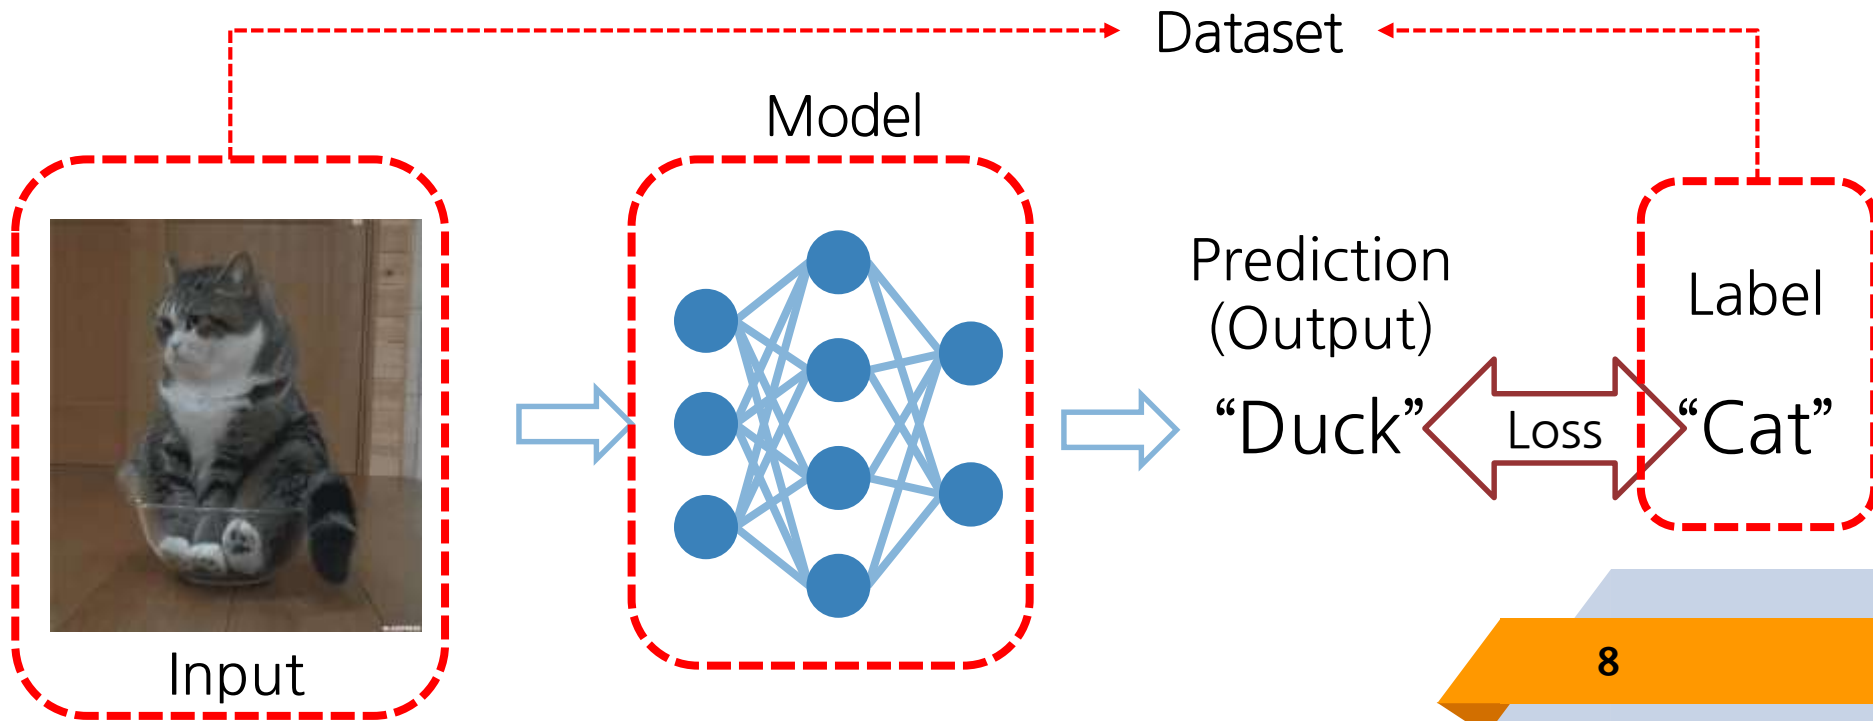 Dataset
Model
Prediction
(Output)
Label
“Duck”
Loss
“Cat”
Input
8